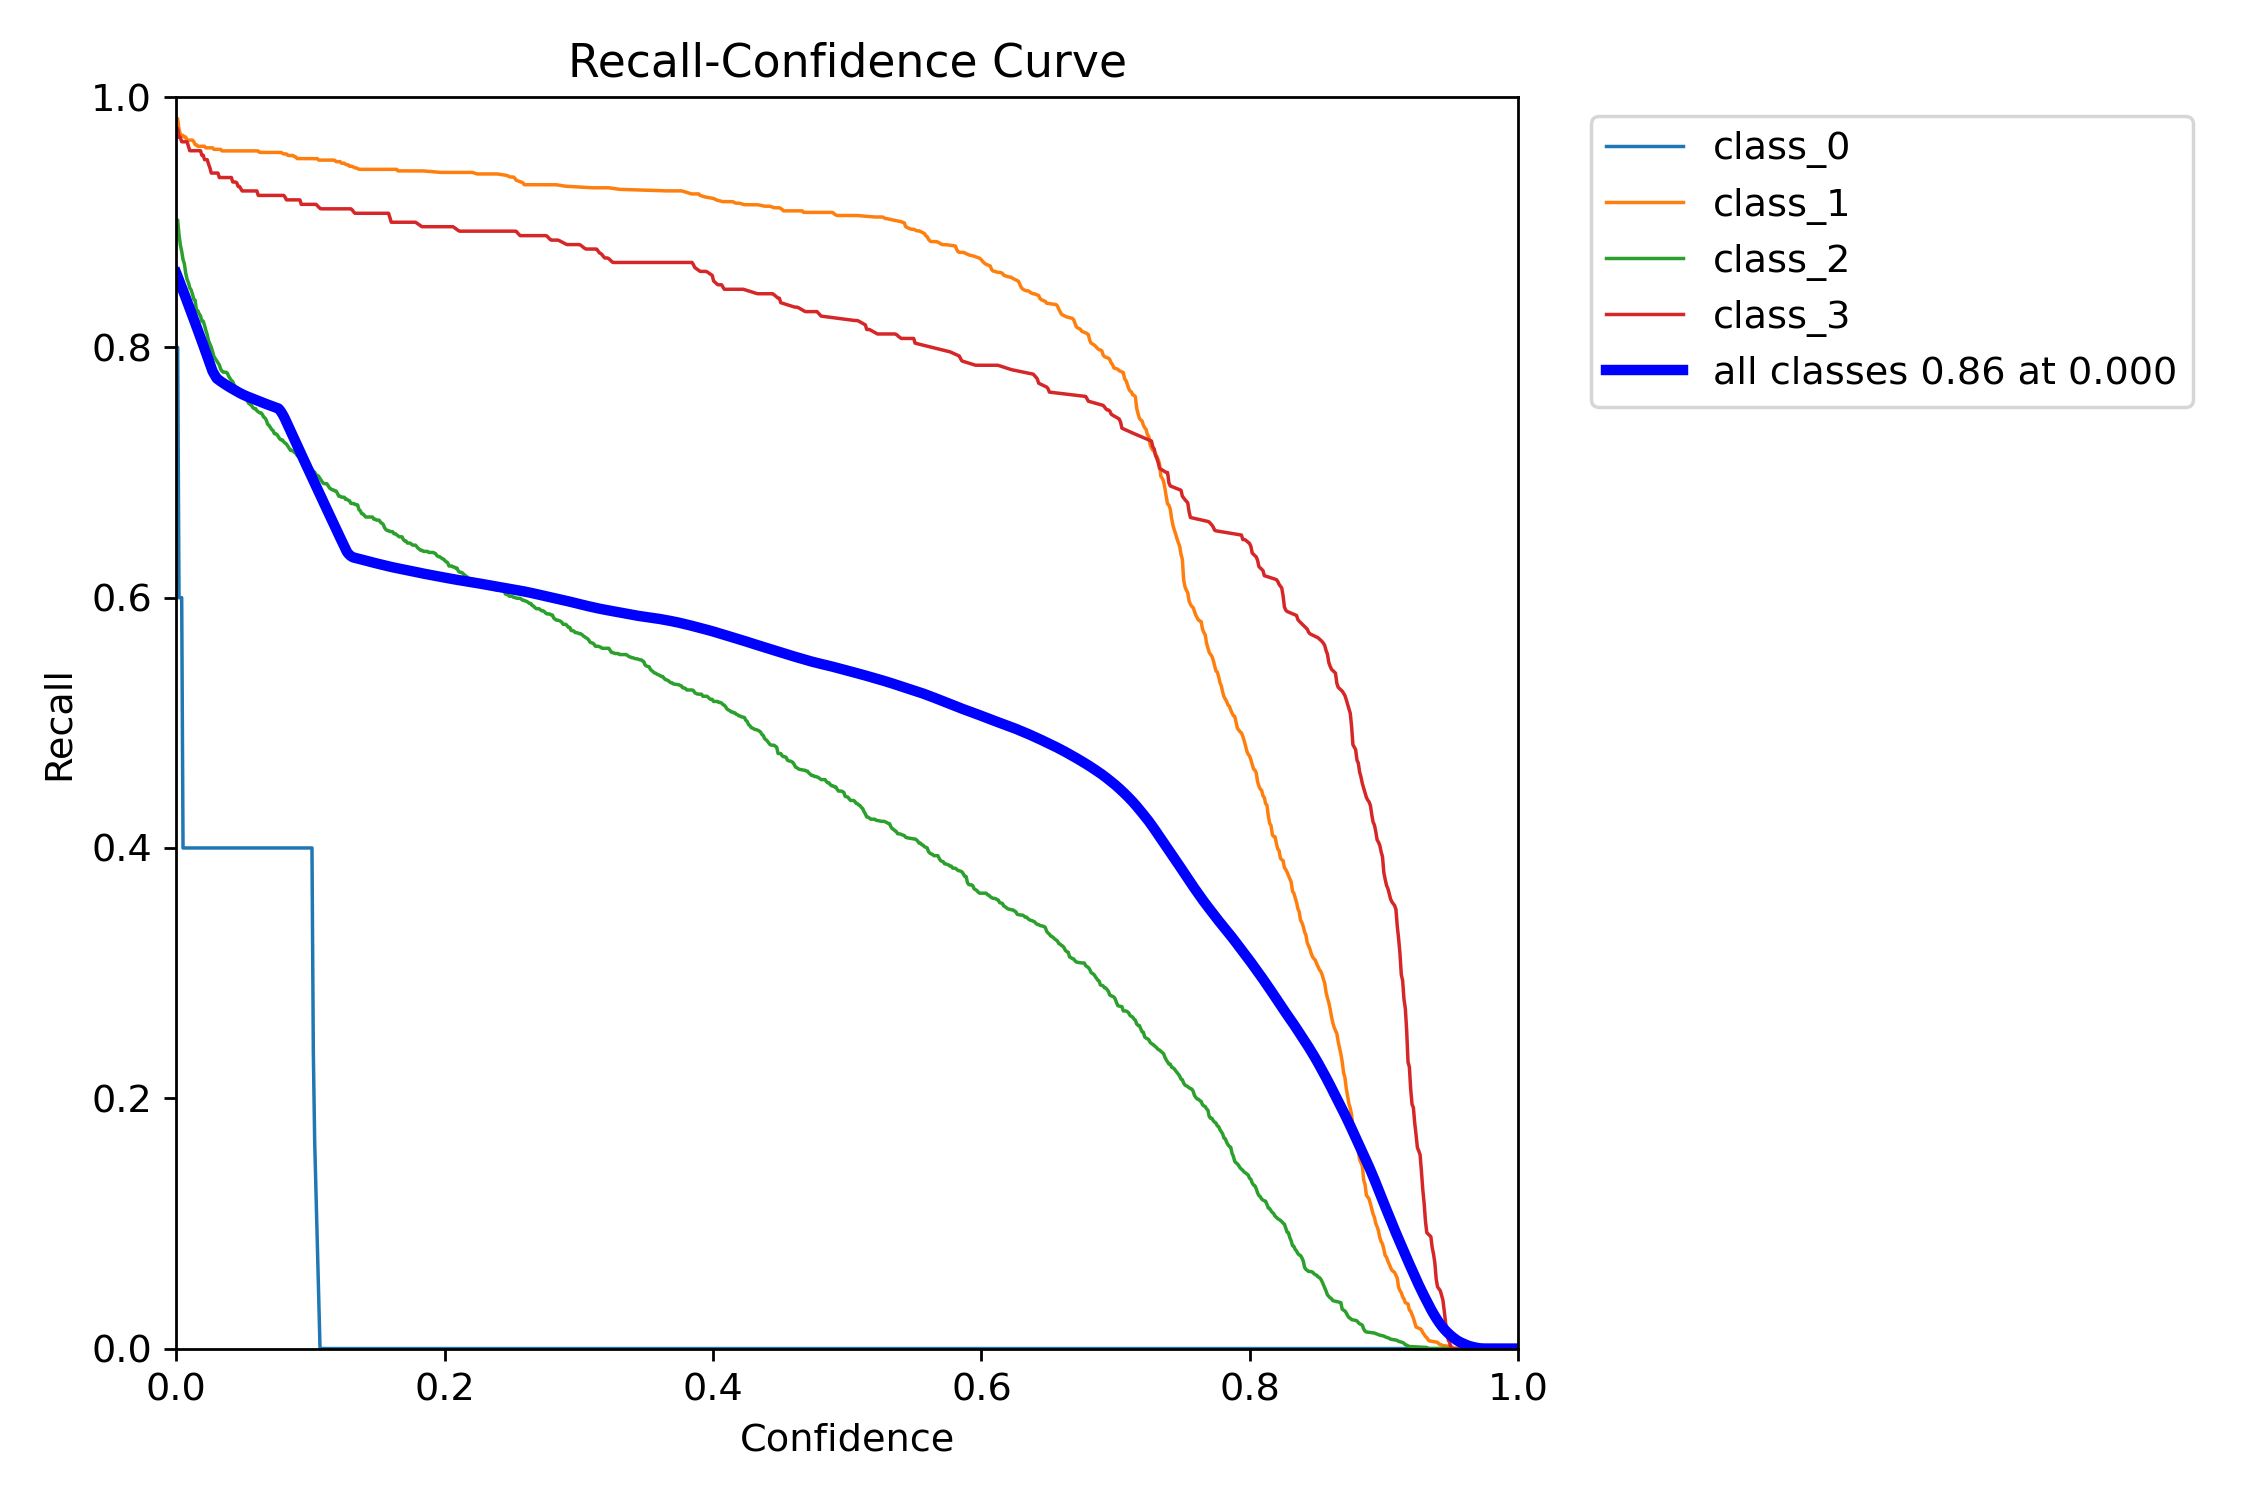 Recall-Confidence Curve
1.0
0.8
0.6
0.4
0.2
0.0
Recall
0.0 0.2 0.4 0.6 0.8 1.0
Confidence
class_0
class_1
class_2
class_3
all classes 0.86 at 0.000